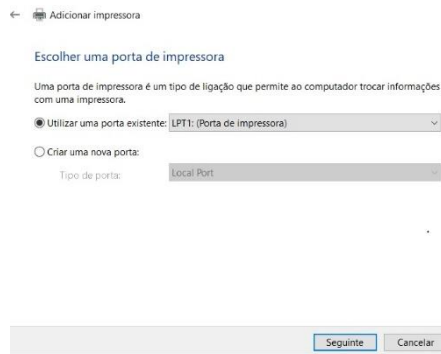 Adicionar impressora
Escolher uma porta de impressora
Uma porta de impressora é um tipo de ligação que permite ao computador trocar informações
com uma impressora.
Utilizar uma porta existente: LPT1: (Porta de impressora)
Criar uma nova porta:
Tipo de porta: Local Port
Seguinte Cancelar